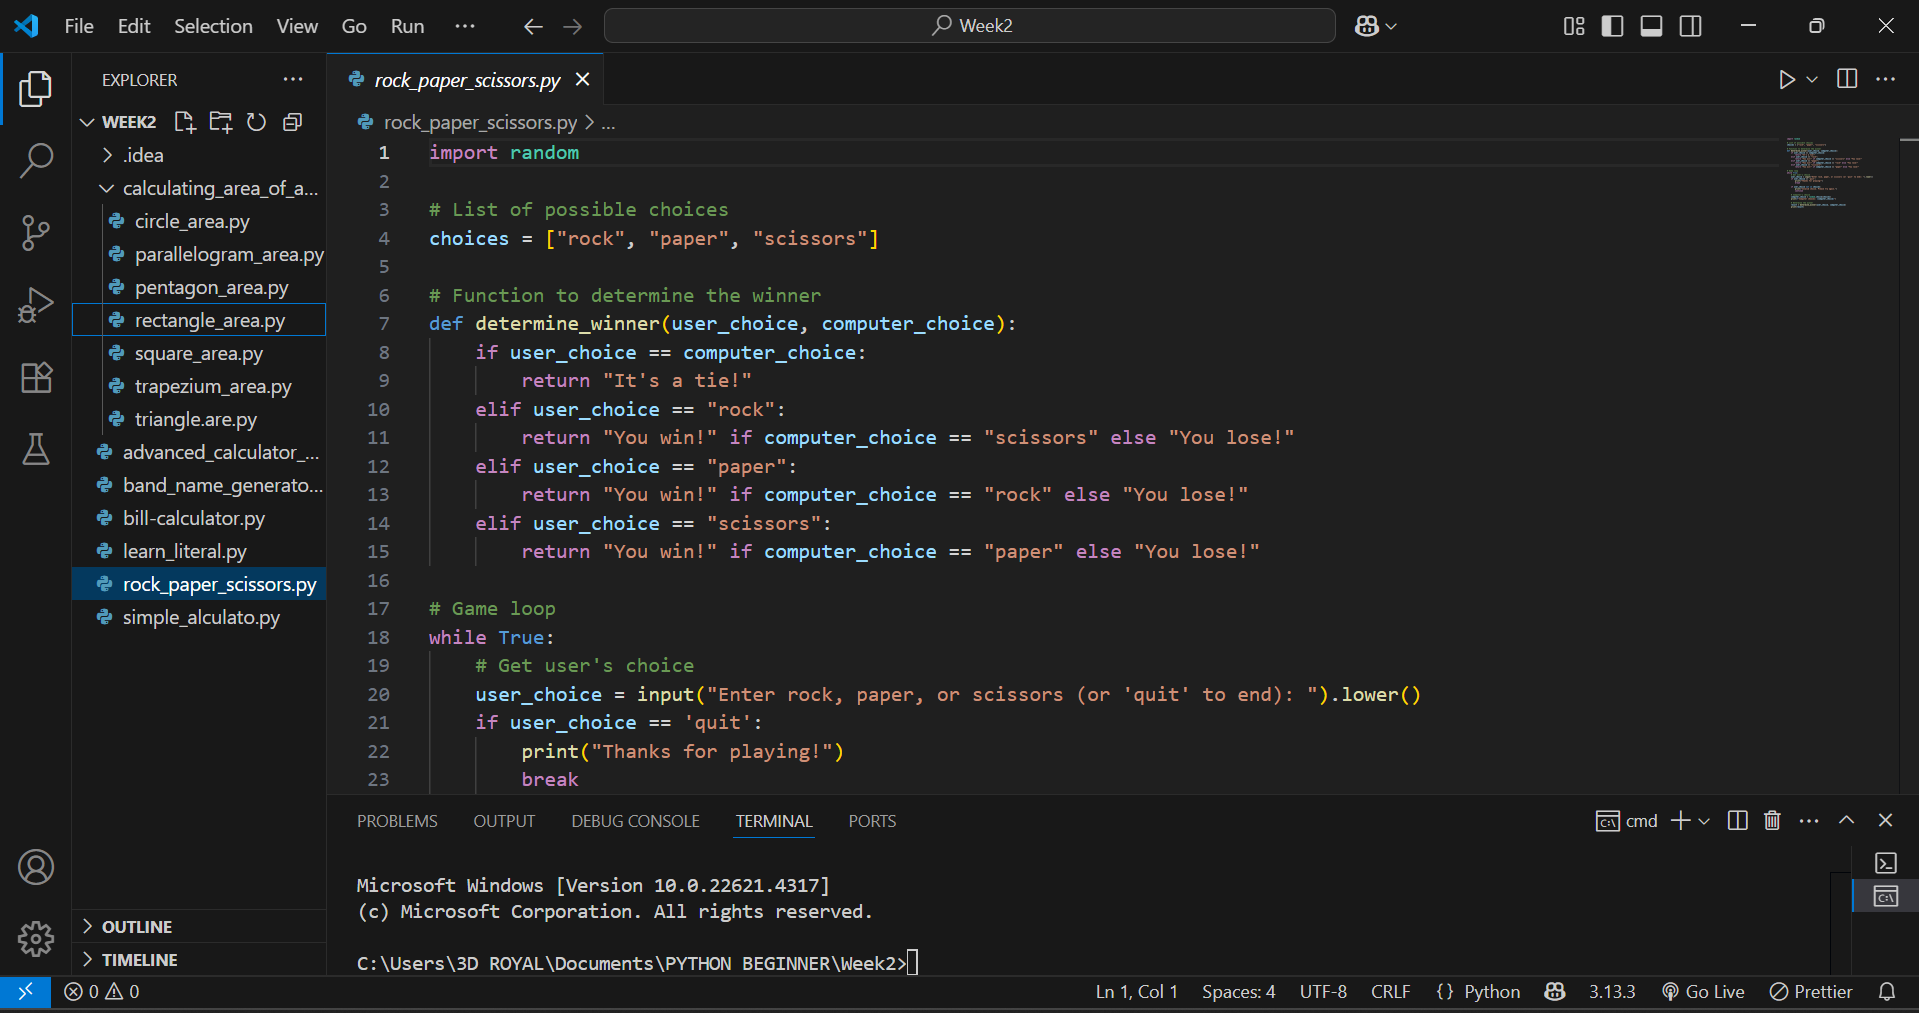 File Edit Selection View Go Run ... Week2
EXPLORER ...
WEEK2
.idea
calculating_area_of_a...
circle_area.py
parallelogram_area.py
pentagon_area.py
rectangle_area.py
square_area.py
trapezium_area.py
triangle.are.py
advanced_calculator_...
band_name_generato...
bill-calculator.py
learn_literal.py
rock_paper_scissors.py
simple_alculato.py
OUTLINE
TIMELINE
rock_paper_scissors.py
rock_paper_scissors.py > ...
1 import random
2
3 # List of possible choices
4 choices = ["rock", "paper", "scissors"]
5
6 # Function to determine the winner
7 def determine_winner(user_choice, computer_choice):
8     if user_choice == computer_choice:
9         return "It's a tie!"
10     elif user_choice == "rock":
11         return "You win!" if computer_choice == "scissors" else "You lose!"
12     elif user_choice == "paper":
13         return "You win!" if computer_choice == "rock" else "You lose!"
14     elif user_choice == "scissors":
15         return "You win!" if computer_choice == "paper" else "You lose!"
16
17 # Game loop
18 while True:
19     # Get user's choice
20     user_choice = input("Enter rock, paper, or scissors (or 'quit' to end): ").lower()
21     if user_choice == 'quit':
22         print("Thanks for playing!")
23         break
PROBLEMS OUTPUT DEBUG CONSOLE TERMINAL PORTS cmd
Microsoft Windows [Version 10.0.22621.4317]
(c) Microsoft Corporation. All rights reserved.
C:\Users\3D ROYAL\Documents\PYTHON BEGINNER\Week2>
0 0 Ln 1, Col 1 Spaces: 4 UTF-8 CRLF {} Python 3.13.3 Go Live Prettier